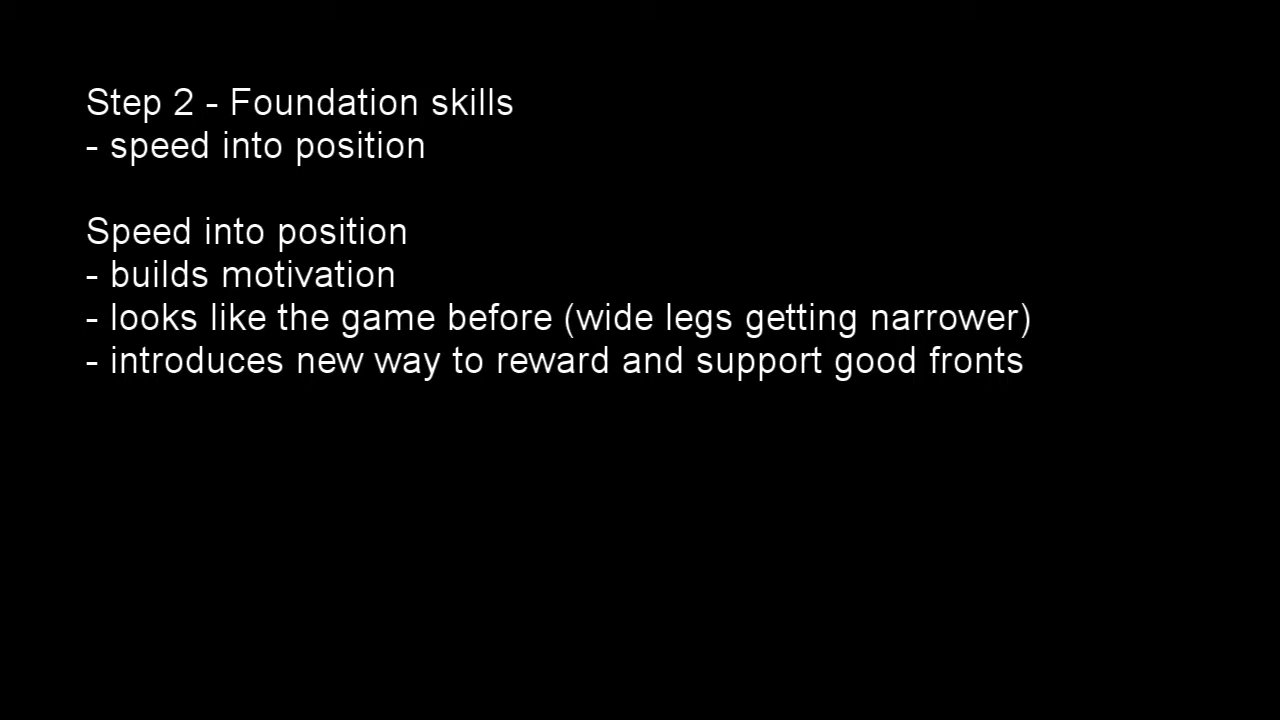 Step 2 - Foundation skills
- speed into position
Speed into position
- builds motivation
- looks like the game before (wide legs getting narrower)
- introduces new way to reward and support good fronts